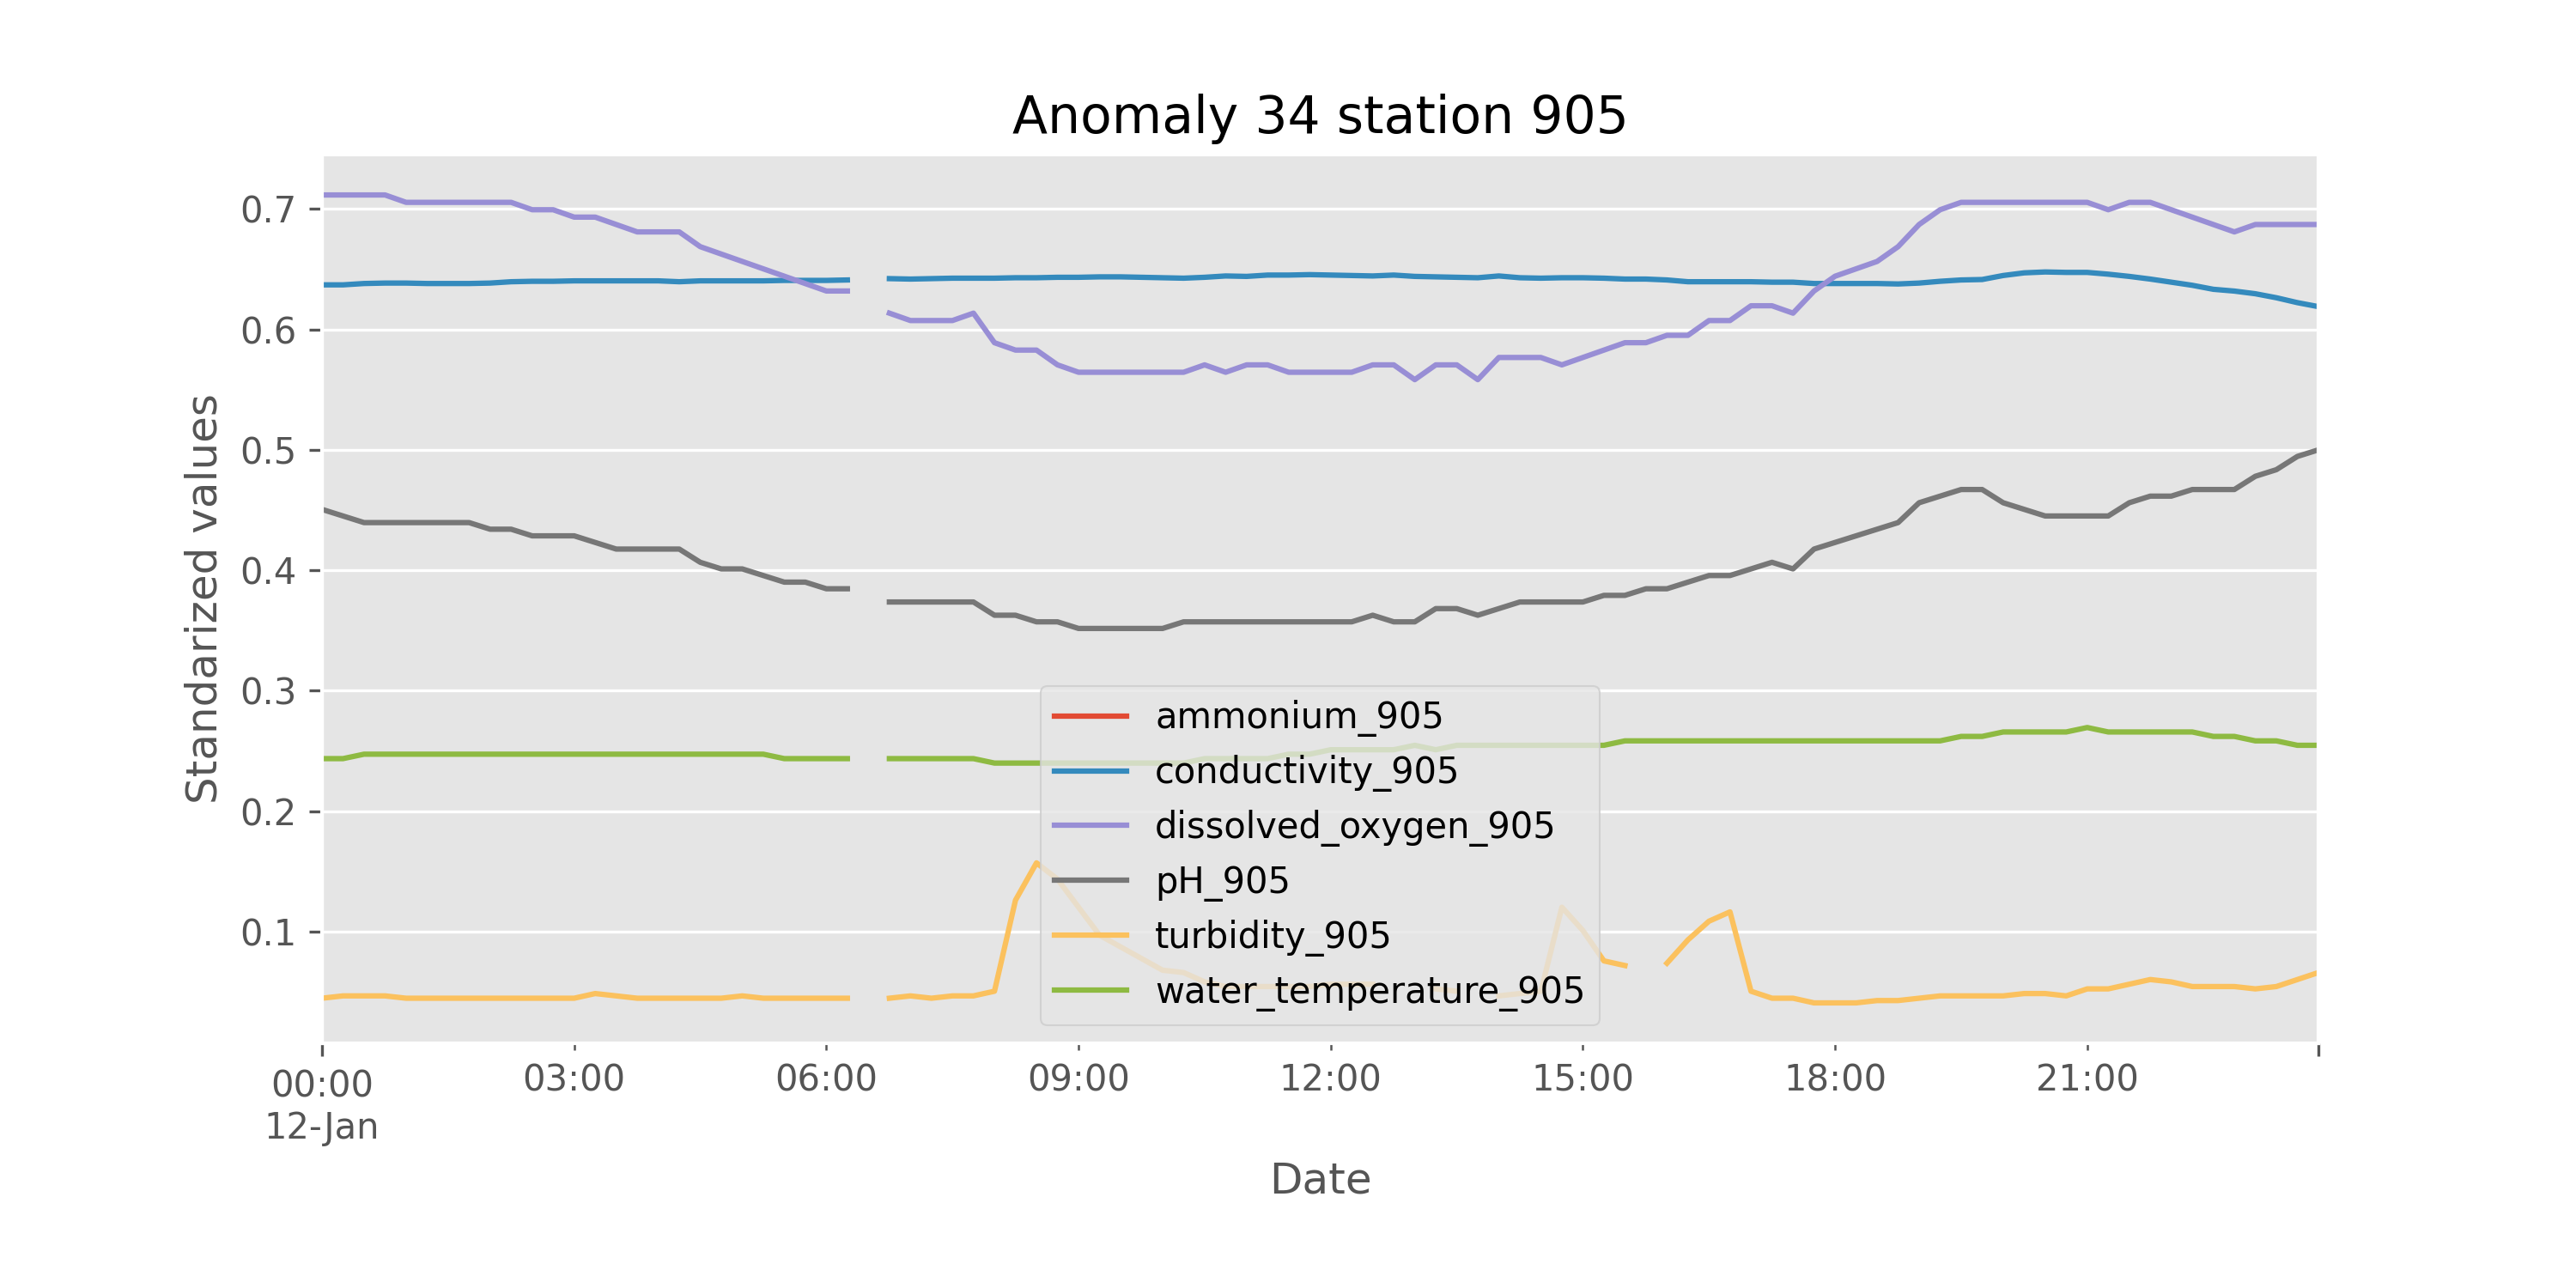 Anomaly 34 station 905
Standarized values
0.7
0.6
0.5
0.4
0.3
0.2
0.1
ammonium_905
conductivity_905
dissolved_oxygen_905
pH_905
turbidity_905
water_temperature_905
00:00 03:00 06:00 09:00 12:00 15:00 18:00 21:00
12-Jan
Date